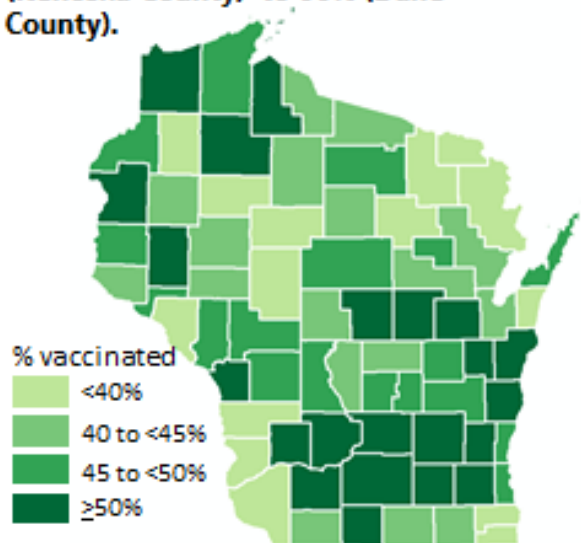 County).
% vaccinated
<40%
40 to <45%
45 to <50%
≥50%